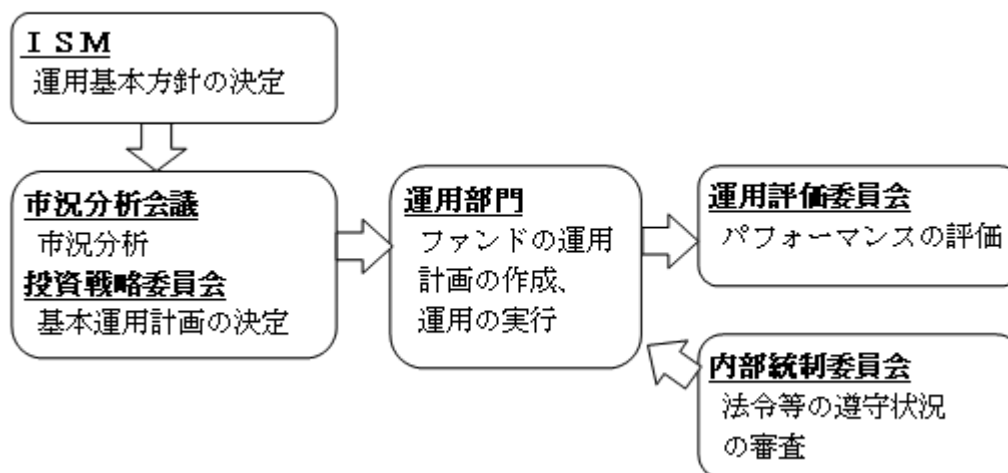 ＩＳＭ
運用基本方針の決定
市況分析会議
市況分析
投資戦略委員会
基本運用計画の決定
運用部門
ファンドの運用
計画の作成、
運用の実行
運用評価委員会
パフォーマンスの評価
内部統制委員会
法令等の遵守状況
の審査